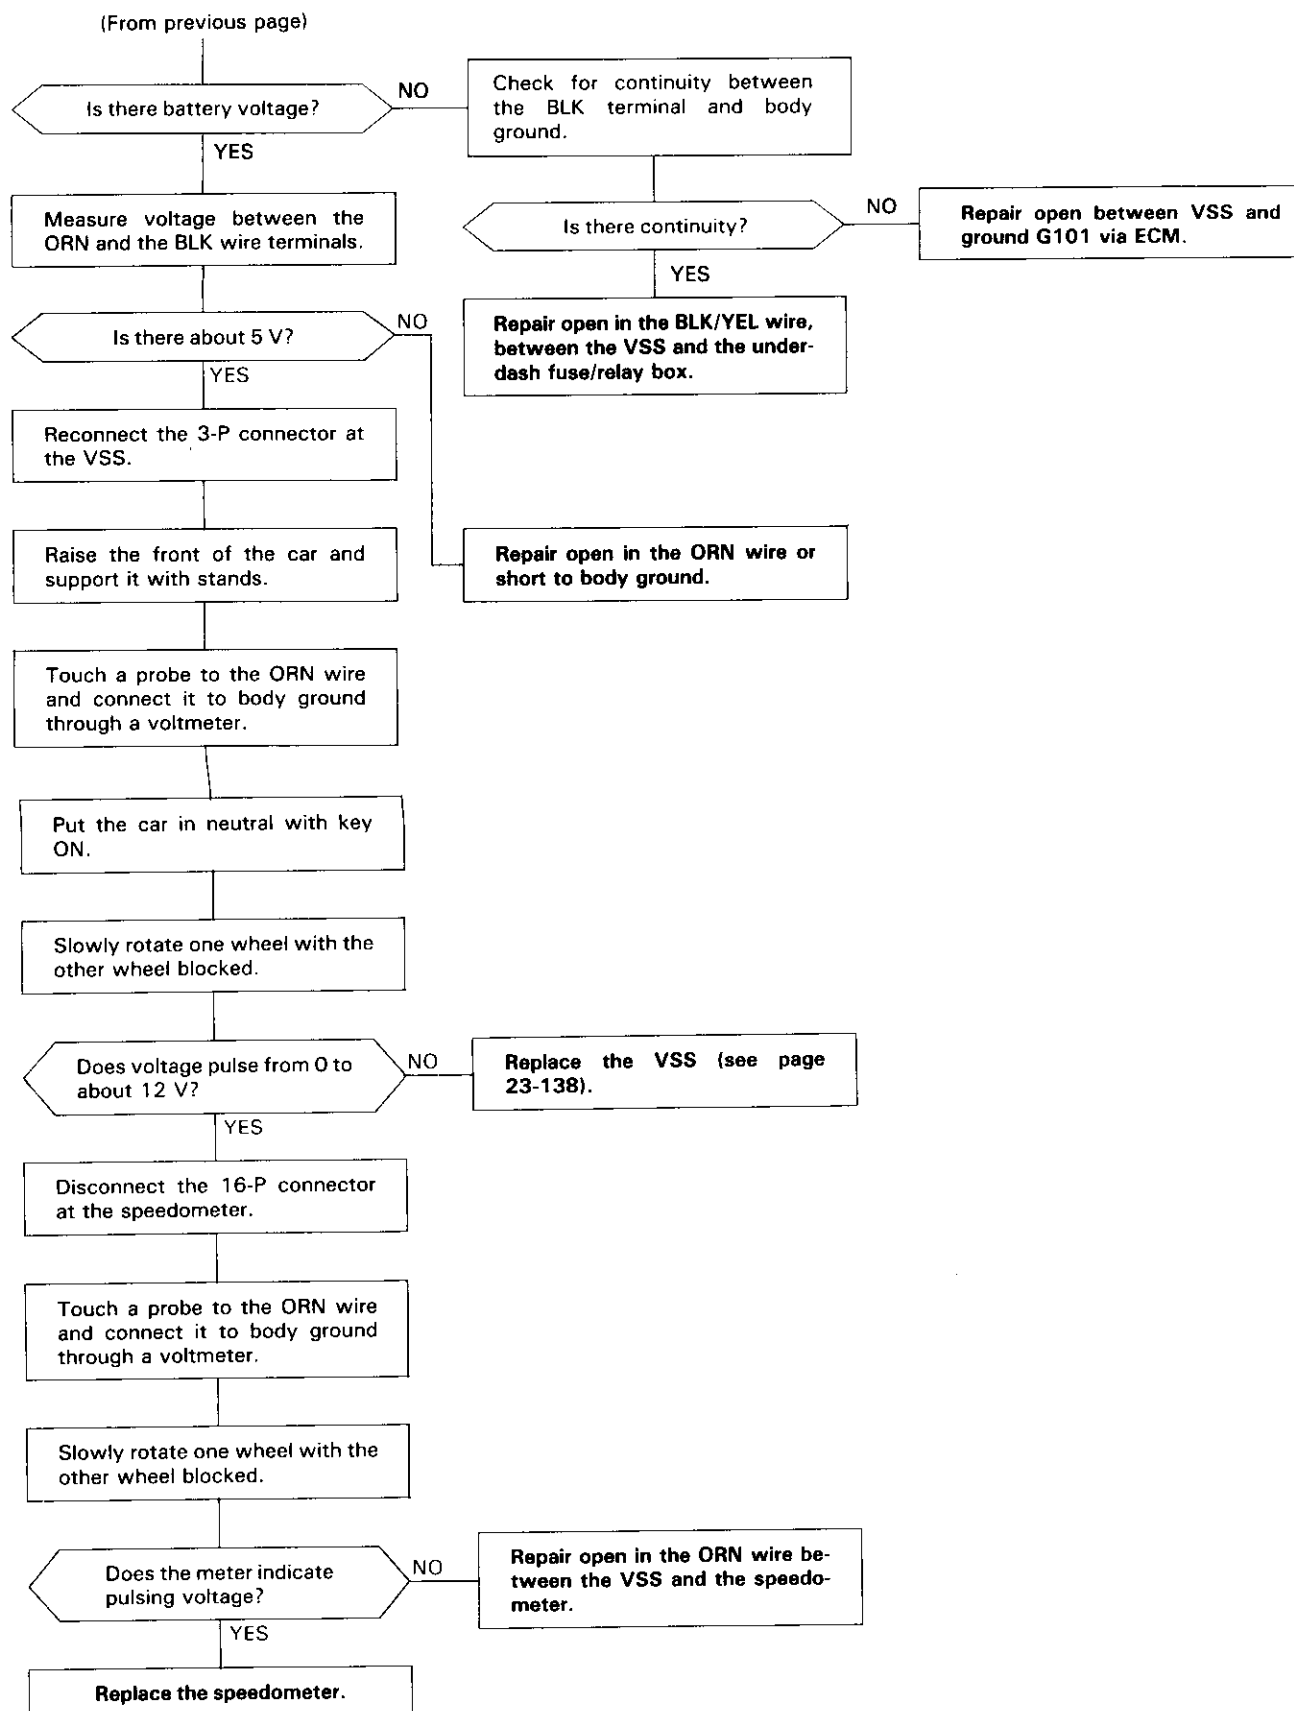 (From previous page)
Is there battery voltage?
NO
Check for continuity between
the BLK terminal and body
ground.
YES
Measure voltage between the
ORN and the BLK wire terminals.
Is there continuity?
NO
Repair open between VSS and
ground G101 via ECM.
YES
Repair open in the BLK/YEL wire,
between the VSS and the under-
dash fuse/relay box.
Is there about 5 V?
NO
YES
Reconnect the 3-P connector at
the VSS.
Repair open in the ORN wire or
short to body ground.
Raise the front of the car and
support it with stands.
Touch a probe to the ORN wire
and connect it to body ground
through a voltmeter.
Put the car in neutral with key
ON.
Slowly rotate one wheel with the
other wheel blocked.
Does voltage pulse from 0 to
about 12 V?
NO
Replace the VSS (see page
23-138).
YES
Disconnect the 16-P connector
at the speedometer.
Touch a probe to the ORN wire
and connect it to body ground
through a voltmeter.
Slowly rotate one wheel with the
other wheel blocked.
Does the meter indicate
pulsing voltage?
NO
Repair open in the ORN wire be-
tween the VSS and the speedo-
meter.
YES
Replace the speedometer.